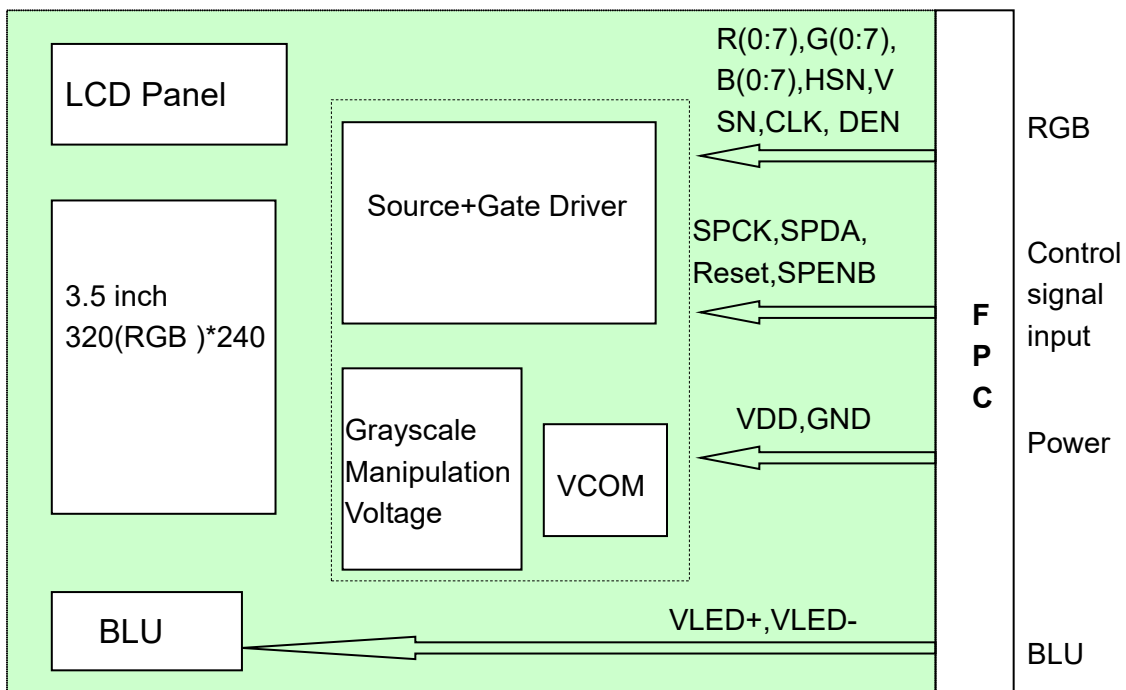 LCD Panel
3.5 inch
320(RGB )*240
BLU
Source+Gate Driver
Grayscale
Manipulation
Voltage
VCOM
R(0:7),G(0:7),
B(0:7),HSN,V
SN,CLK, DEN
SPCK,SPDA,
Reset,SPENB
VDD,GND
VLED+,VLED-
F
P
C
RGB
Control
signal
input
Power
BLU